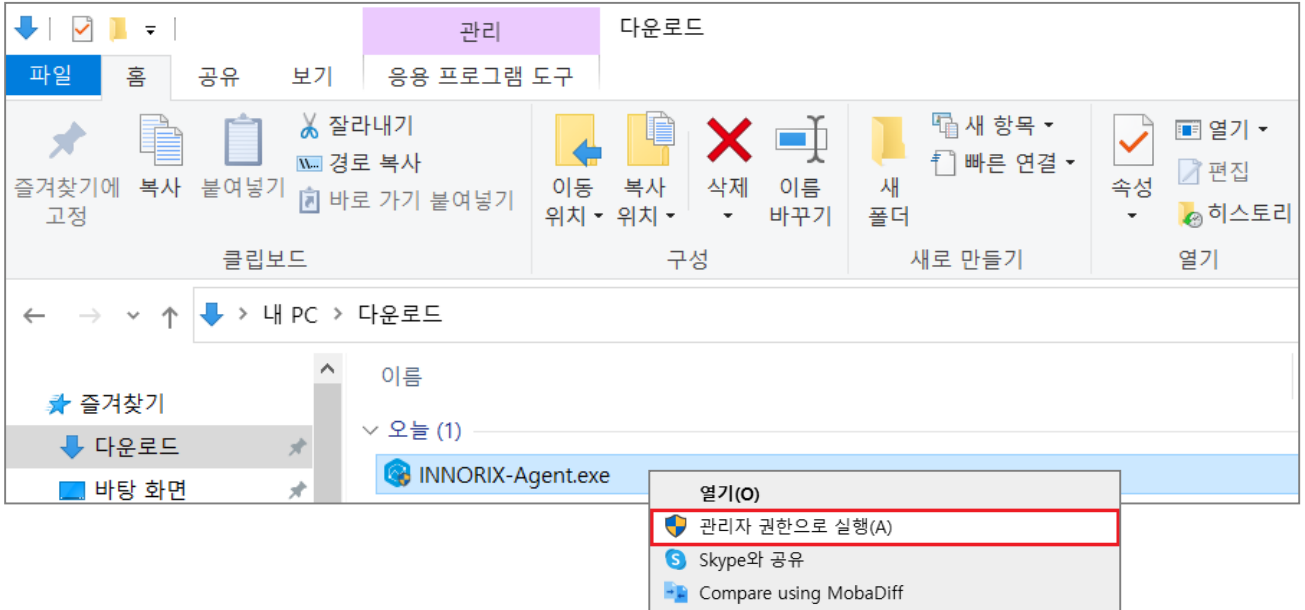 관리
다운로드
파일
홈
공유
보기
응용 프로그램 도구
즐겨찾기에
고정
복사
붙여넣기
잘라내기
경로 복사
바로 가기 붙여넣기
클립보드
이동
위치
복사
위치
삭제
이름
바꾸기
구성
새
폴더
새 항목
빠른 연결
새로 만들기
속성
열기
편집
히스토리
열기
내 PC > 다운로드
즐겨찾기
다운로드
바탕 화면
이름
오늘 (1)
INNORIX-Agent.exe
열기(O)
관리자 권한으로 실행(A)
Skype와 공유
Compare using MobaDiff